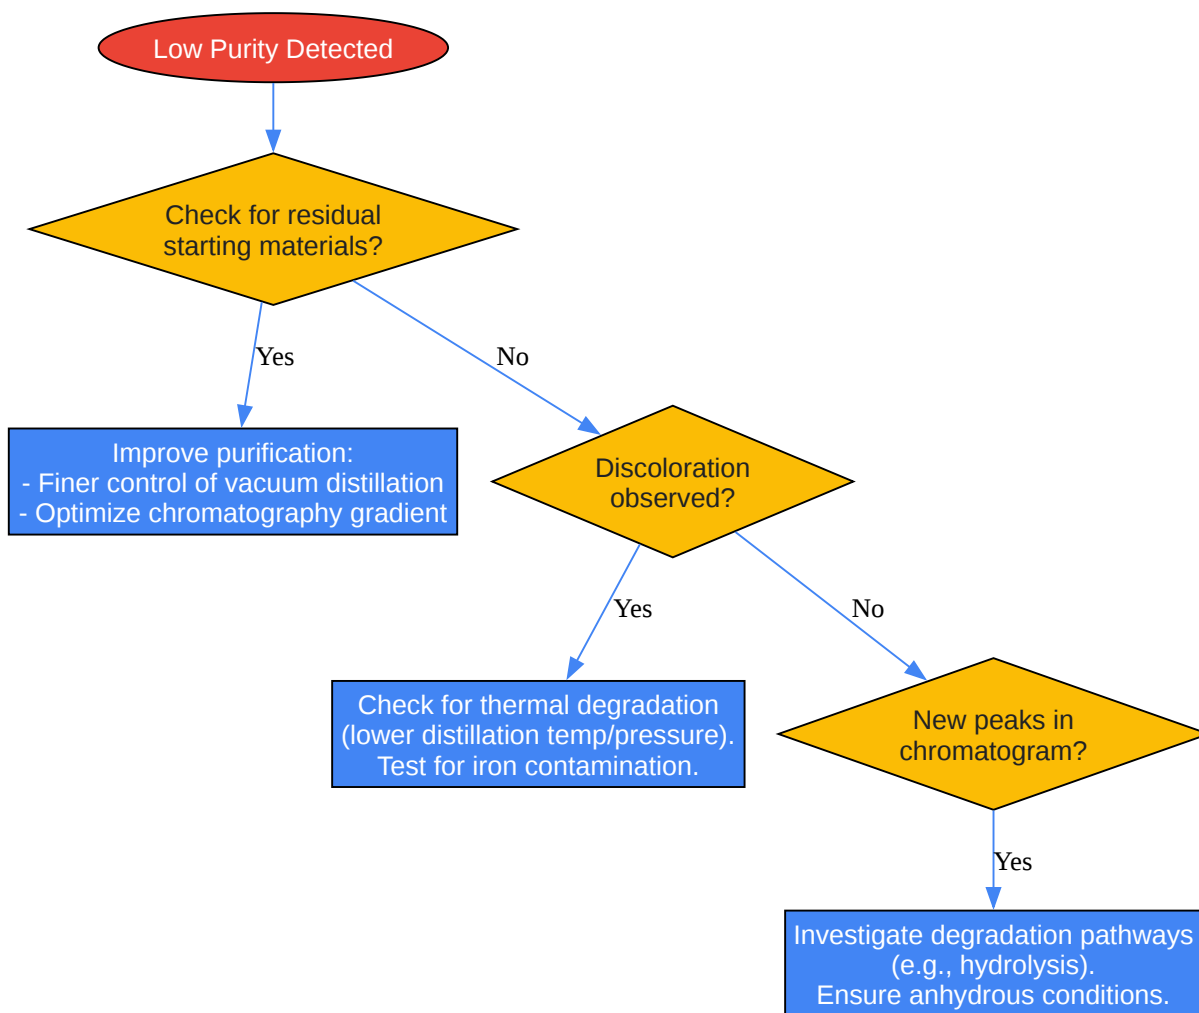 Low Purity Detected
Check for residual
starting materials?
Yes
No
Improve purification:
- Finer control of vacuum distillation
- Optimize chromatography gradient
Discoloration
observed?
Yes
No
Check for thermal degradation
(lower distillation temp/pressure).
Test for iron contamination.
New peaks in
chromatogram?
Yes
Investigate degradation pathways
(e.g., hydrolysis).
Ensure anhydrous conditions.